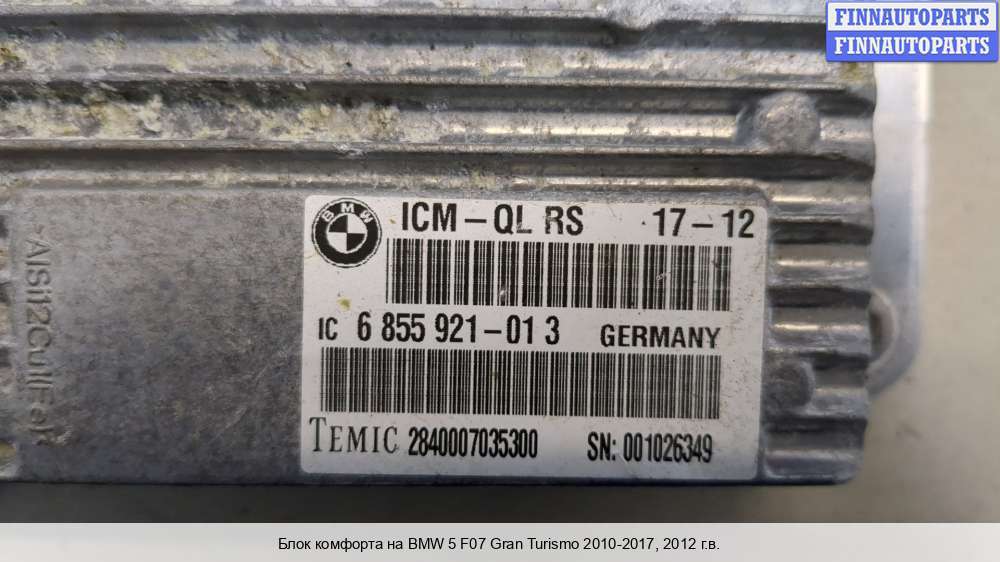 FINNAUTOPARTS
FINNAUTOPARTS
BMW
ICM-QL RS 17-12
IC 6 855 921-01 3 GERMANY
TEMIC 2840007035300 SN: 001026349
Блок комфорта на BMW 5 F07 Gran Turismo 2010-2017, 2012 г.в.